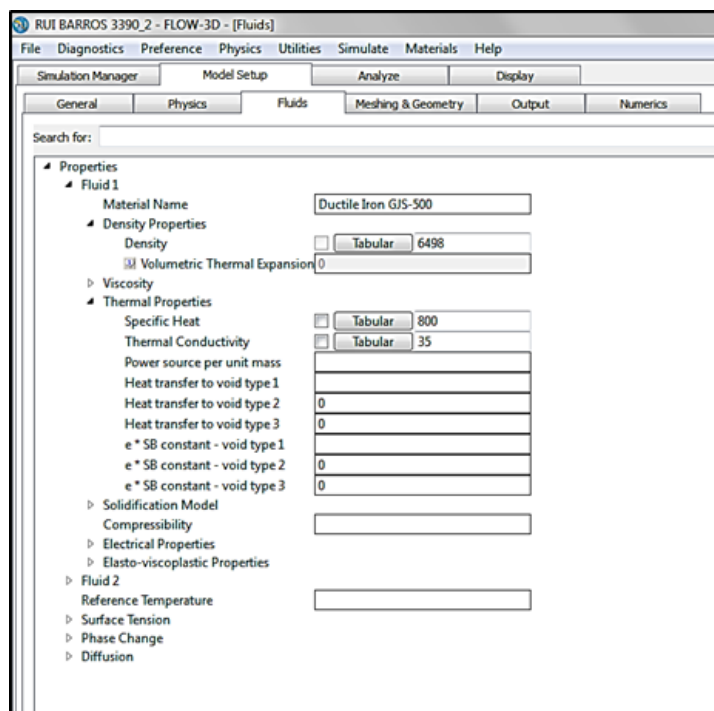 RUI BARROS 3390_2 - FLOW-3D - [Fluids]
File Diagnostics Preference Physics Utilities Simulate Materials Help
Simulation Manager Model Setup Analyze Display
General Physics Fluids Meshing & Geometry Output Numerics
Search for:
Properties
Fluid 1
Material Name Ductile Iron GJS-500
Density Properties
Density Tabular 6498
Volumetric Thermal Expansion 0
Viscosity
Thermal Properties
Specific Heat Tabular 800
Thermal Conductivity Tabular 35
Power source per unit mass
Heat transfer to void type 1
Heat transfer to void type 2 0
Heat transfer to void type 3 0
e * SB constant - void type 1
e * SB constant - void type 2 0
e * SB constant - void type 3 0
Solidification Model
Compressibility
Electrical Properties
Elasto-viscoplastic Properties
Fluid 2
Reference Temperature
Surface Tension
Phase Change
Diffusion